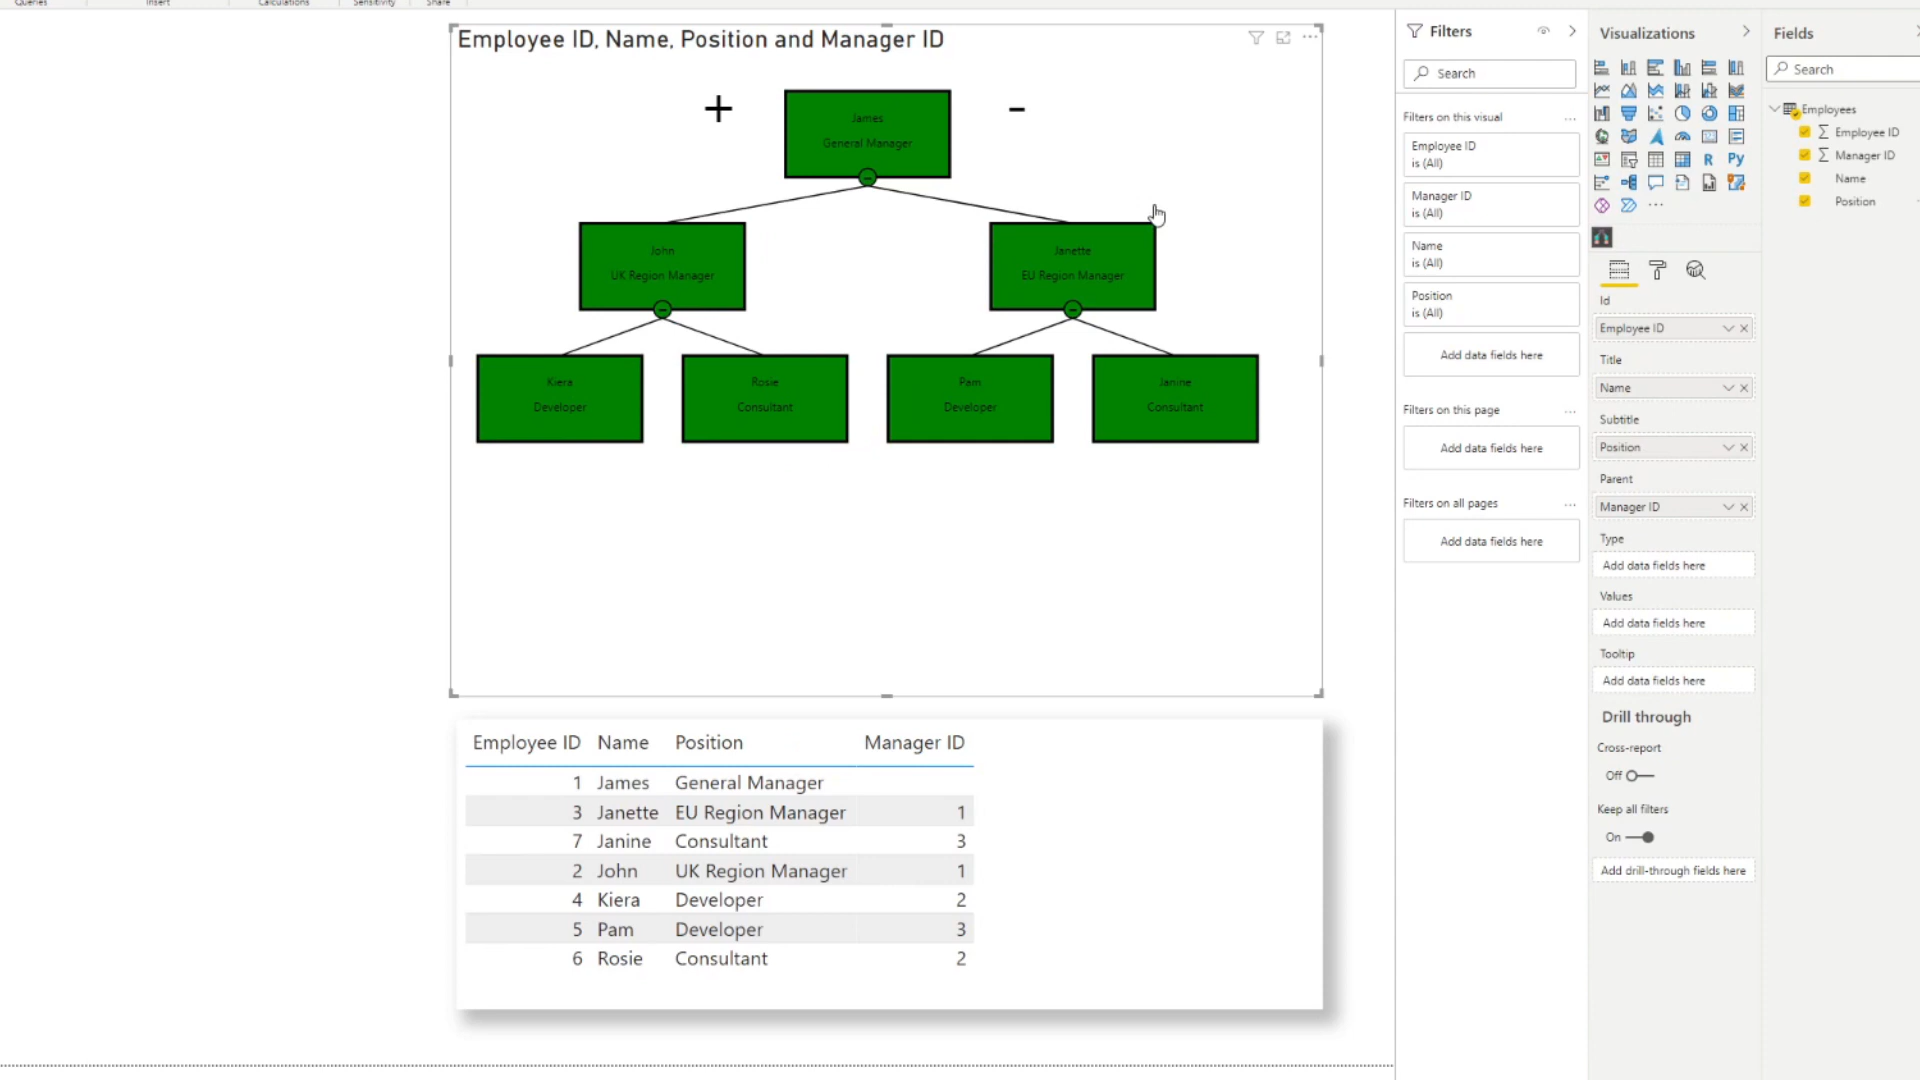 Queries Insert Calculations Sensitivity Share
Employee ID, Name, Position and Manager ID
+ -
James
General Manager
John
UK Region Manager
Janette
EU Region Manager
Kiera
Developer
Rosie
Consultant
Pam
Developer
Janine
Consultant
Employee ID Name Position Manager ID
1 James General Manager
3 Janette EU Region Manager 1
7 Janine Consultant 3
2 John UK Region Manager 1
4 Kiera Developer 2
5 Pam Developer 3
6 Rosie Consultant 2
Filters
Search
Filters on this visual ...
Employee ID
is (All)
Manager ID
is (All)
Name
is (All)
Position
is (All)
Add data fields here
Filters on this page ...
Add data fields here
Filters on all pages ...
Add data fields here
Visualizations
R Py
...
Id
Employee ID
Title
Name
Subtitle
Position
Parent
Manager ID
Type
Add data fields here
Values
Add data fields here
Tooltip
Add data fields here
Drill through
Cross-report
Off
Keep all filters
On
Add drill-through fields here
Fields
Search
Employees
Σ Employee ID
Σ Manager ID
Name
Position